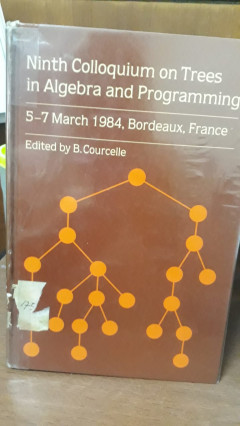 Ninth Colloquium on Trees
in Algebra and Programming
5-7 March 1984, Bordeaux, France
Edited by B. Courcelle